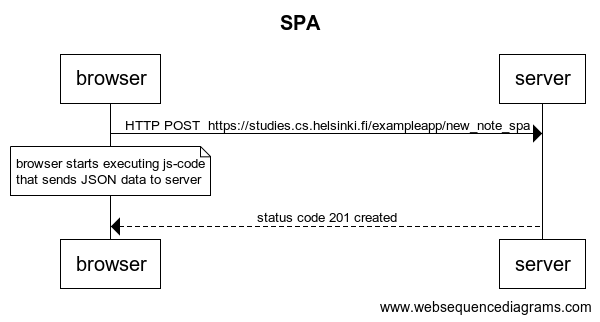 SPA
browser
server
HTTP POST  https://studies.cs.helsinki.fi/exampleapp/new_note_spa
browser starts executing js-code
that sends JSON data to server
status code 201 created
browser
server
www.websequencediagrams.com